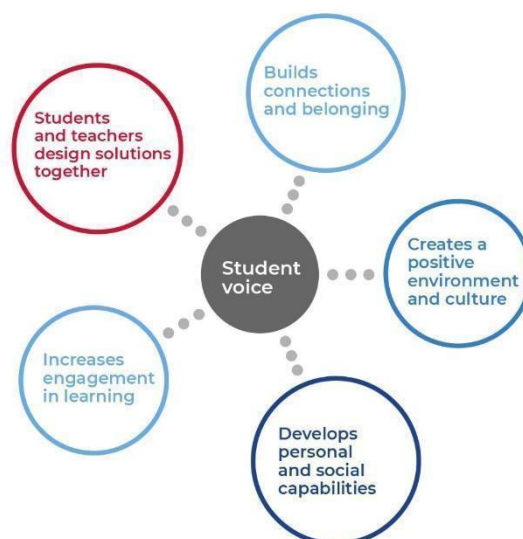 Builds
connections
and belonging
Students
and teachers
design solutions
together
Student
voice
Creates a
positive
environment
and culture
Increases
engagement
in learning
Develops
personal
and social
capabilities